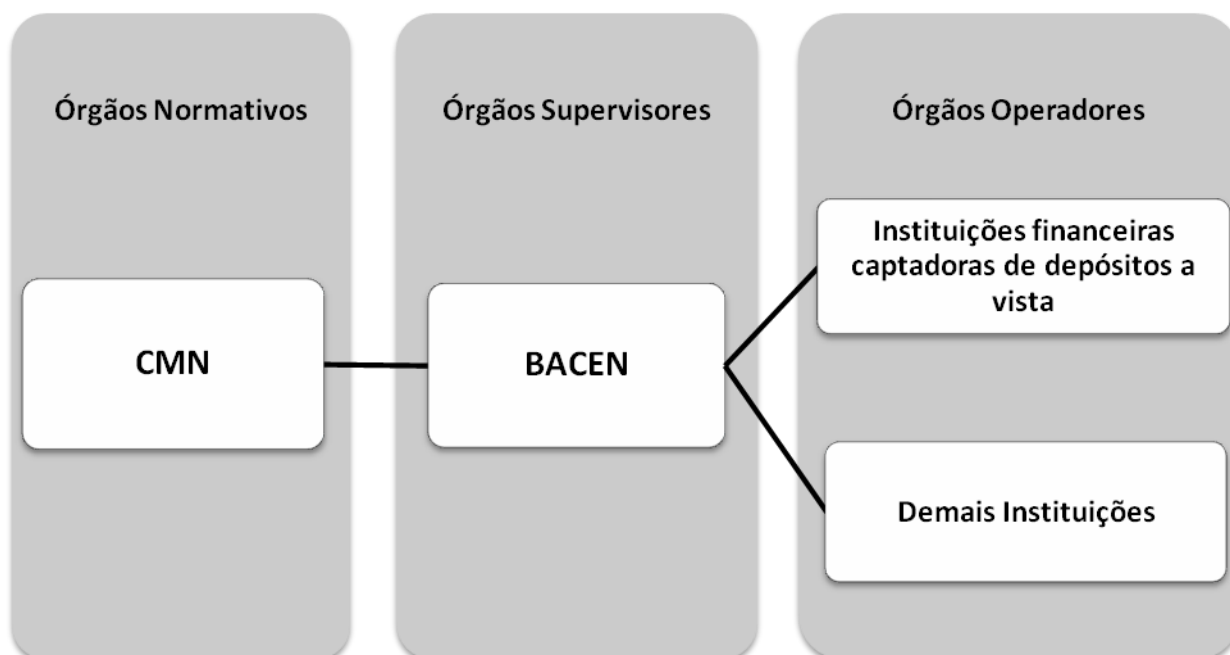 Órgãos Normativos
CMN
Órgãos Supervisores
BACEN
Órgãos Operadores
Instituições financeiras
captadoras de depósitos a
vista
Demais Instituições